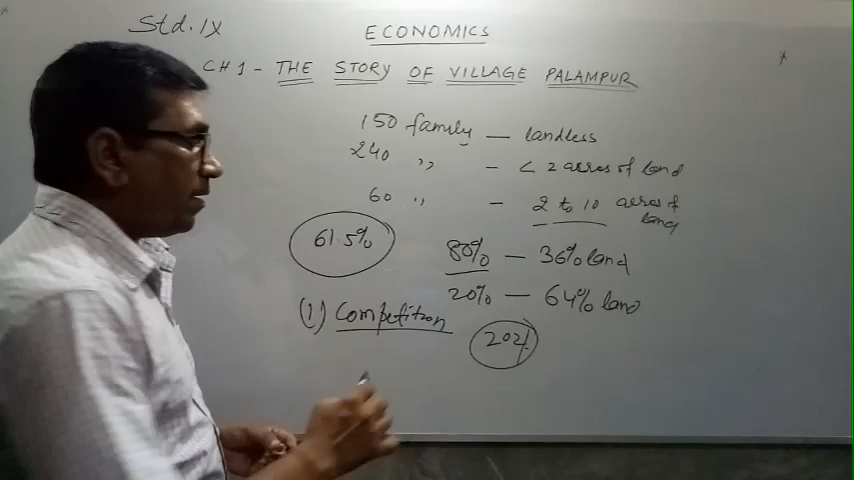 Std. IX
ECONOMICS
CH 1 - THE STORY OF VILLAGE PALAMPUR
150 family — landless
240 ,, - < 2 acres of land
60 ,, - 2 to 10 acres of land
61.5%
80% — 36% land
20% — 64% land
(1) Competition